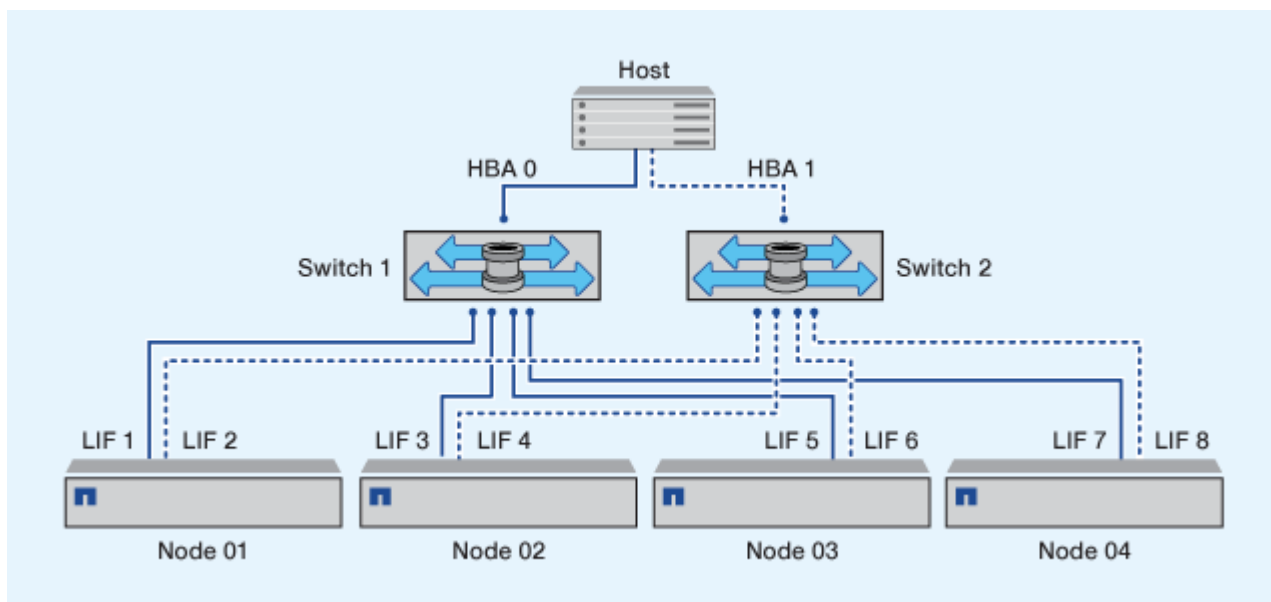 Host
HBA 0 HBA 1
Switch 1 Switch 2
LIF 1 LIF 2 LIF 3 LIF 4 LIF 5 LIF 6 LIF 7 LIF 8
Node 01 Node 02 Node 03 Node 04